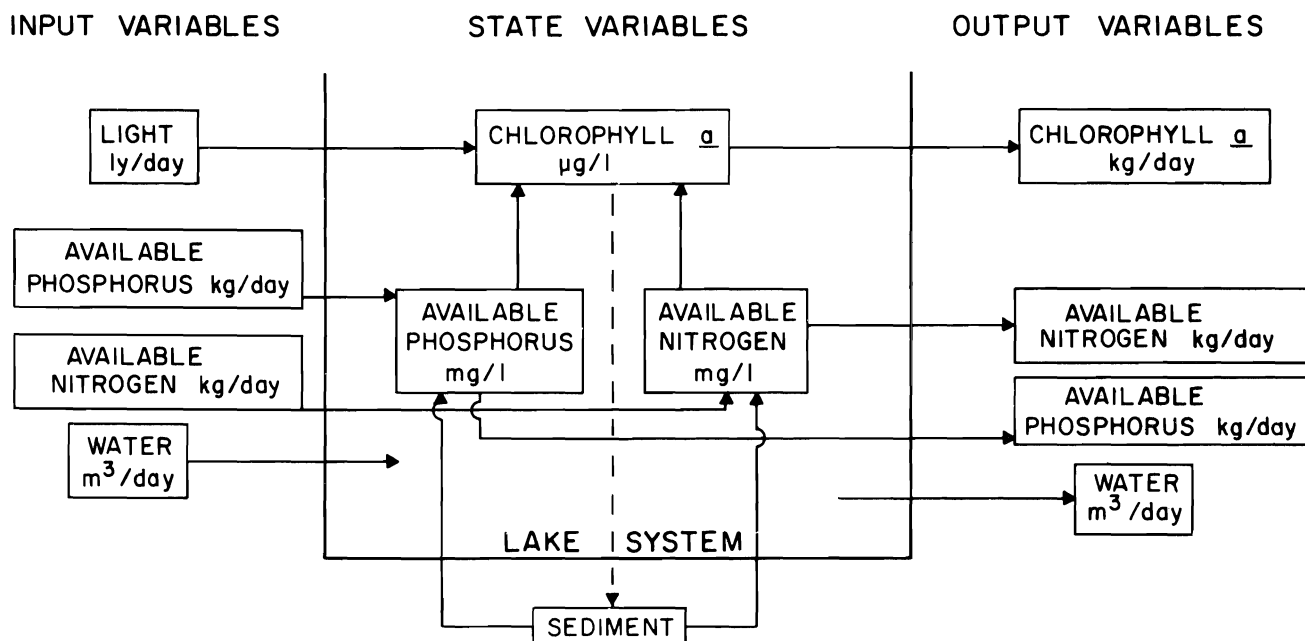 INPUT VARIABLES
STATE VARIABLES
OUTPUT VARIABLES
LIGHT
ly/day
CHLOROPHYLL a
µg/l
CHLOROPHYLL a
kg/day
AVAILABLE
PHOSPHORUS kg/day
AVAILABLE
PHOSPHORUS
mg/l
AVAILABLE
NITROGEN
mg/l
AVAILABLE
NITROGEN kg/day
AVAILABLE
NITROGEN kg/day
AVAILABLE
PHOSPHORUS kg/day
WATER
m³/day
WATER
m³/day
LAKE SYSTEM
SEDIMENT